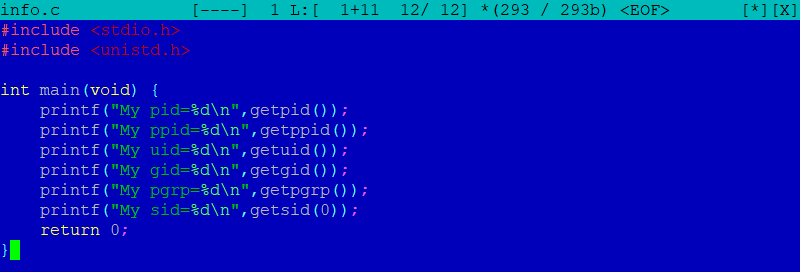 info.c             [----]  1 L:[  1+11  12/ 12] *(293 / 293b) <EOF>       [*][X]
#include <stdio.h>
#include <unistd.h>

int main(void) {
    printf("My pid=%d\n",getpid());
    printf("My ppid=%d\n",getppid());
    printf("My uid=%d\n",getuid());
    printf("My gid=%d\n",getgid());
    printf("My pgrp=%d\n",getpgrp());
    printf("My sid=%d\n",getsid(0));
    return 0;
}